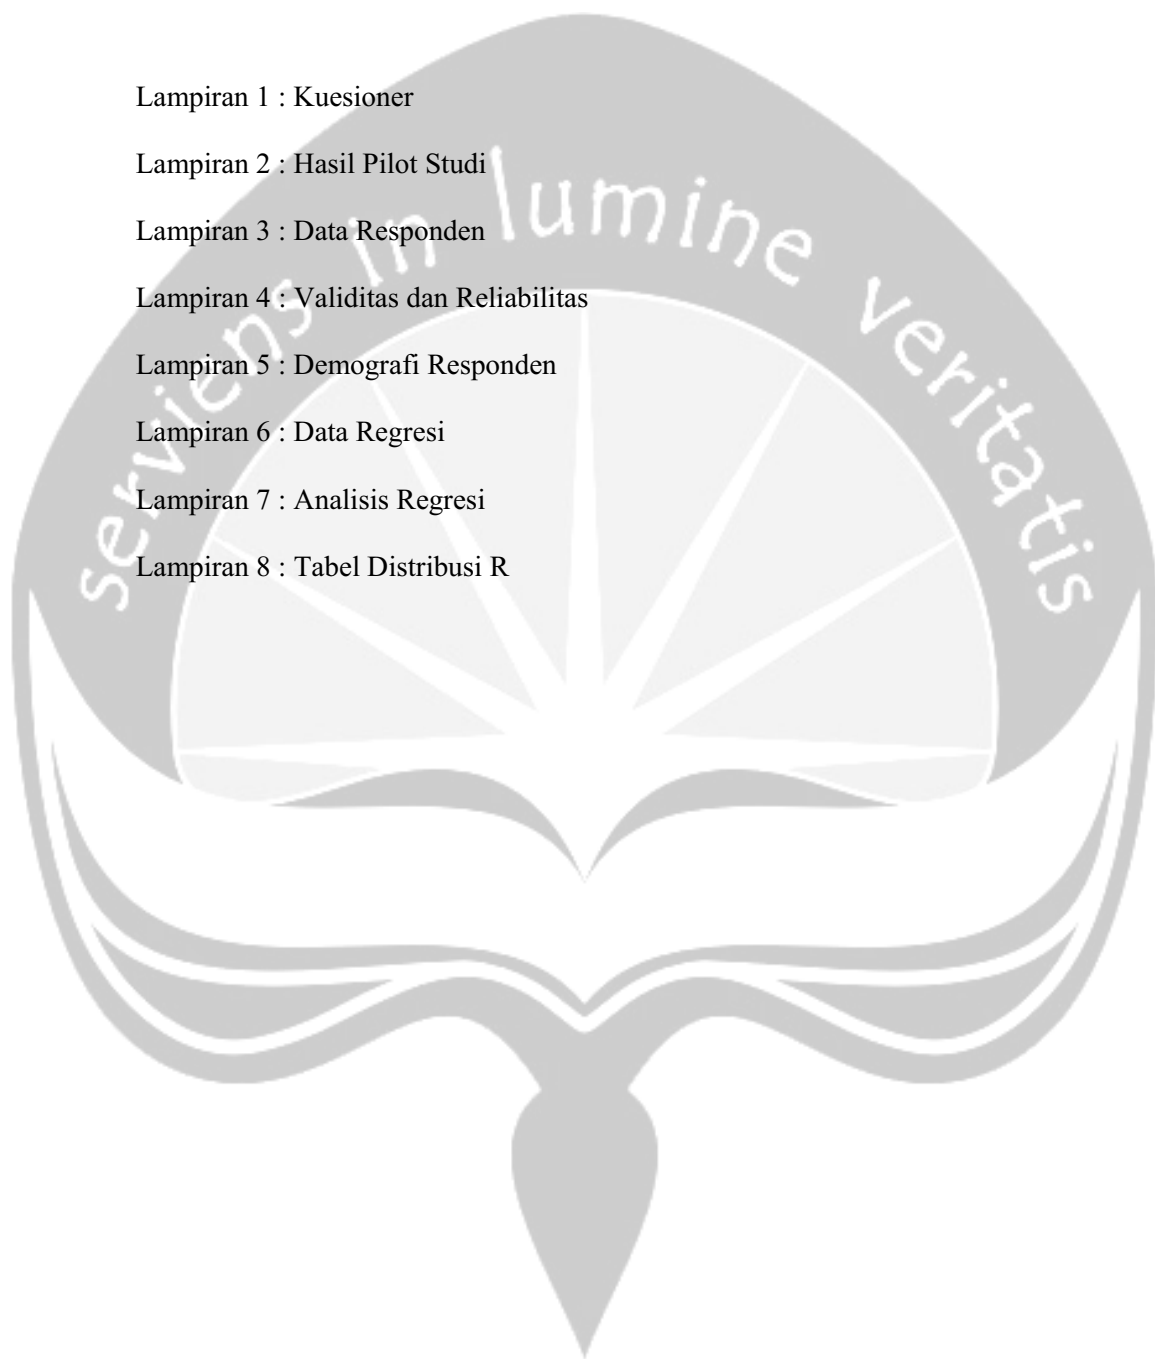 Lampiran 1 : Kuesioner
Lampiran 2 : Hasil Pilot Studi
Lampiran 3 : Data Responden
Lampiran 4 : Validitas dan Reliabilitas
Lampiran 5 : Demografi Responden
Lampiran 6 : Data Regresi
Lampiran 7 : Analisis Regresi
Lampiran 8 : Tabel Distribusi R
serviens in lumine veritatis